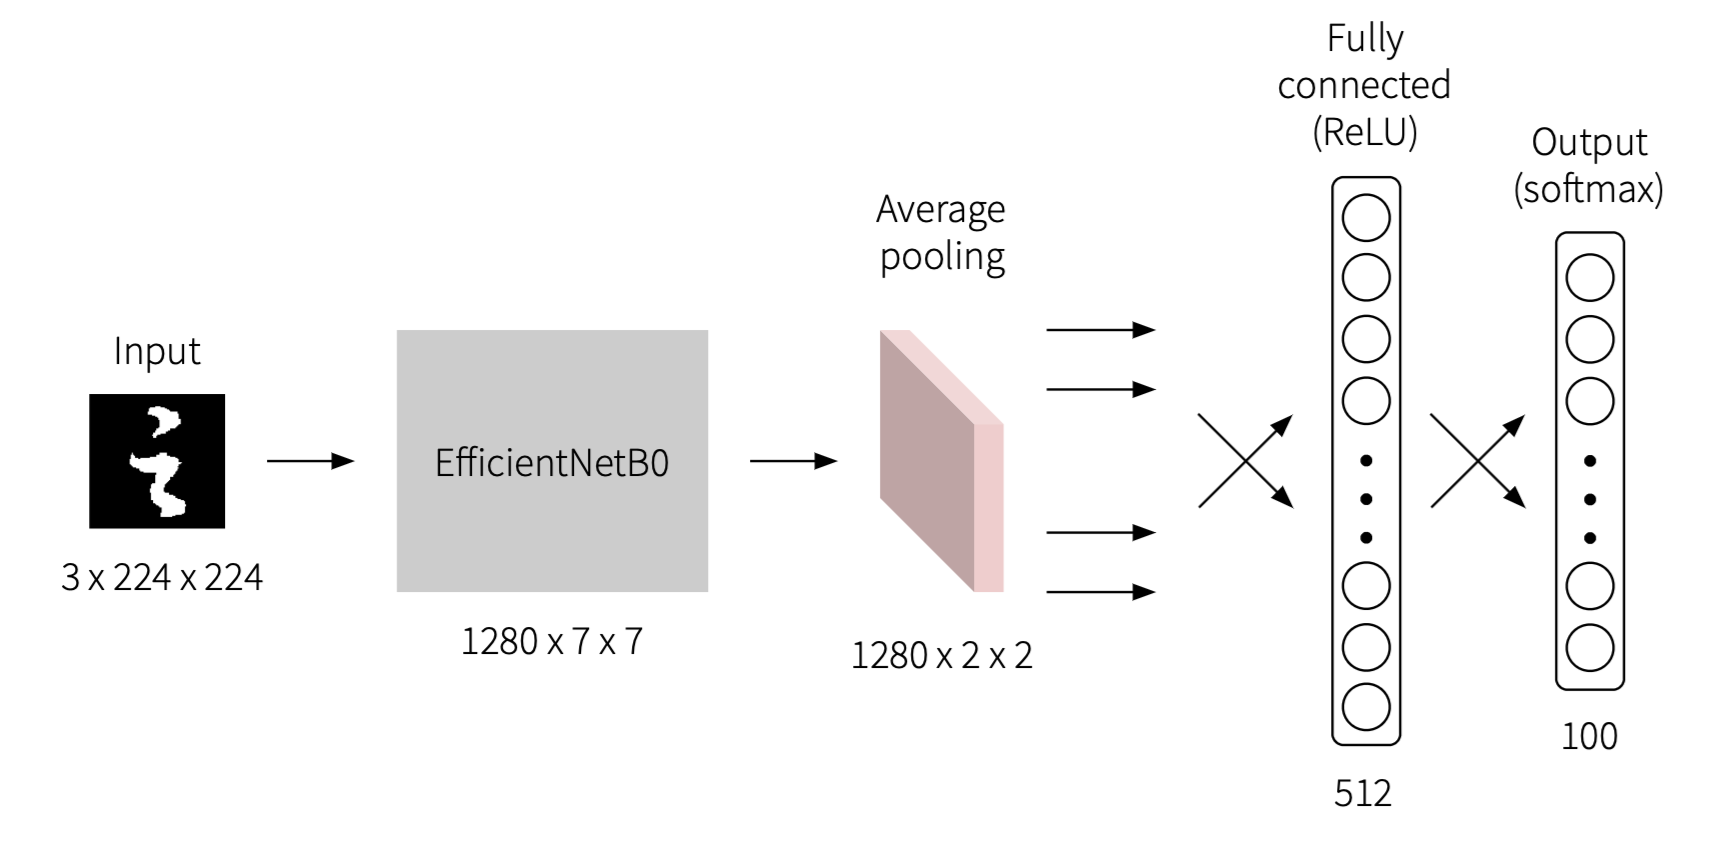 Input
3 x 224 x 224
EfficientNetB0
1280 x 7 x 7
Average
pooling
1280 x 2 x 2
Fully
connected
(ReLU)
512
Output
(softmax)
100